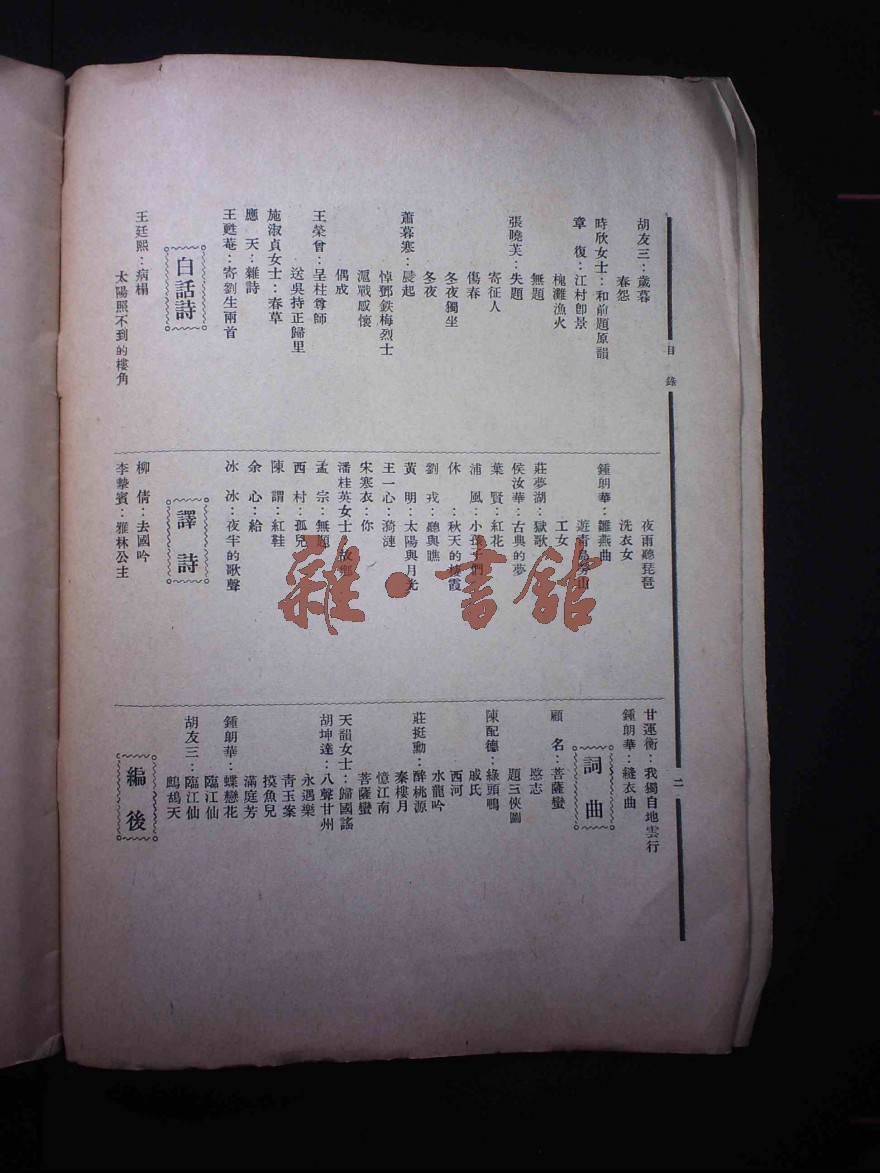 目錄
二
胡友三：歲暮
春怨
時欣女士：和前題原韻
章　復：江村即景
槐灘漁火
無題
張曉芙：失題
寄征人
傷春
冬夜獨坐
冬夜
蕭暮寒：晨起
悼鄧鉄梅烈士
滬戰感懷
偶成
王榮曾：呈柱尊師
送吳持正歸里
施淑貞女士：春草
應　天：雜詩
王甦菴：寄劉生兩首
白話詩
王廷熙：病榻
太陽照不到的樓角
夜雨聽琵琶
洗衣女
鍾朗華：雛燕曲
遊青島勞山
工女
莊夢湖：獄歌
侯汝華：古典的夢
葉　賢：紅花
浦　風：小孩子們
休　：秋天的棲霞
劉　戎：聽與瞧
黃　明：太陽與月光
王一心：漪漣
宋寒衣：你
潘桂英女士：故鄉
孟　宗：無題
西　村：孤兒
陳　謂：紅鞋
余　心：給
冰　冰：夜半的歌聲
譯詩
柳　倩：去國吟
李摯賓：雅林公主
甘運衡：我獨自地雲行
鍾朗華：縫衣曲
詞曲
顧　名：菩薩蠻
愍志
題三俠圖
陳配德：綠頭鴨
戚氏
西河
水龍吟
莊挺勳：醉桃源
秦樓月
憶江南
菩薩蠻
天韻女士：歸國謠
胡坤達：八聲甘州
永遇樂
青玉案
摸魚兒
滿庭芳
鍾朗華：蝶戀花
臨江仙
胡友三：臨江仙
鷓鴣天
編後
雜·書館